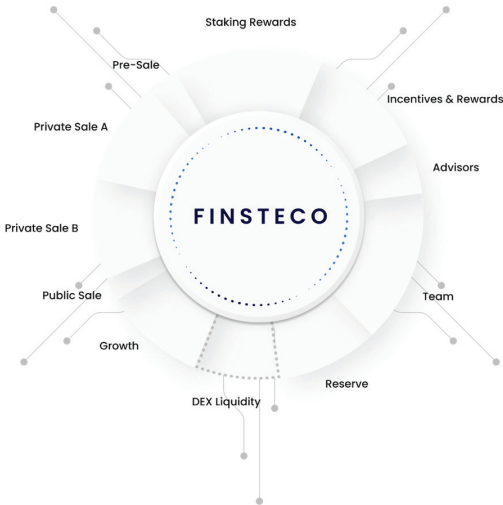 Staking Rewards
Pre-Sale
Incentives & Rewards
Private Sale A
Advisors
FINSTECO
Private Sale B
Public Sale
Team
Growth
Reserve
DEX Liquidity